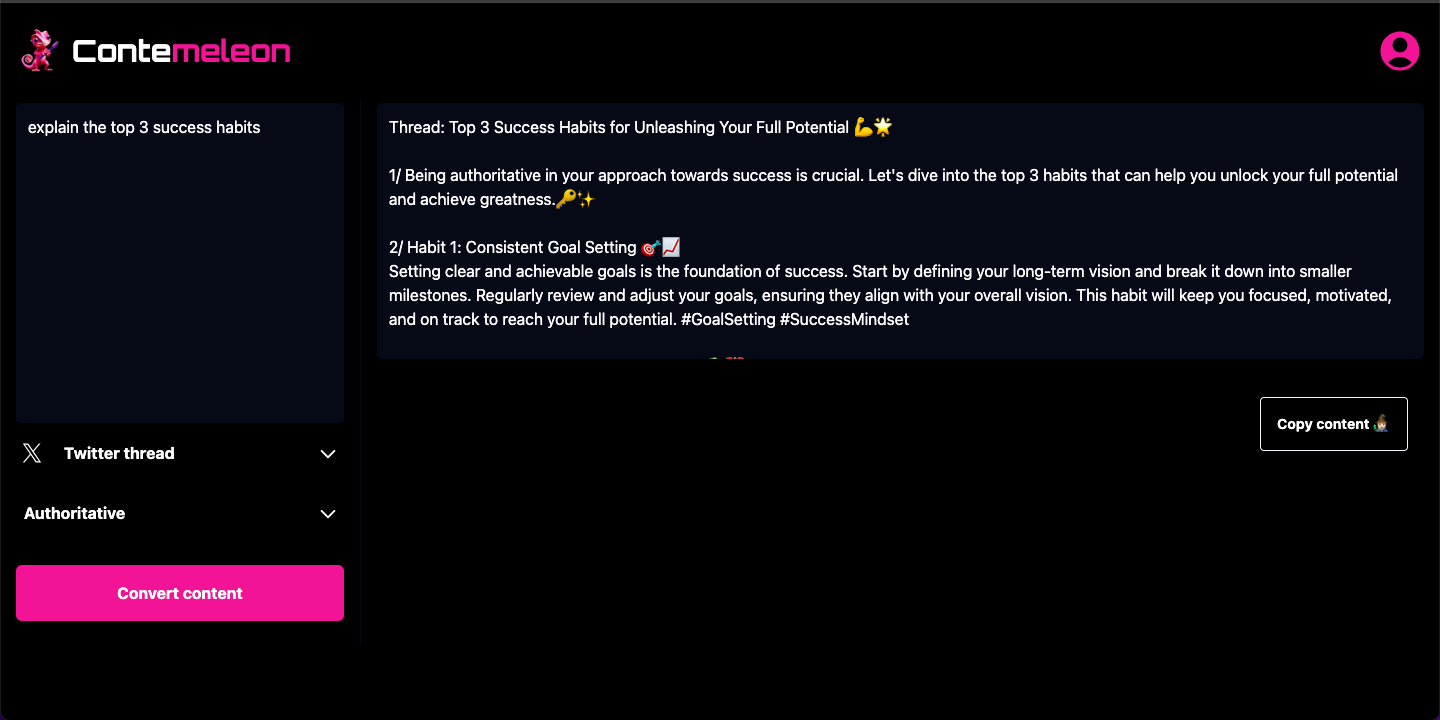 Contemeleon
explain the top 3 success habits
Twitter thread
Authoritative
Convert content
Thread: Top 3 Success Habits for Unleashing Your Full Potential 💪🌟
1/ Being authoritative in your approach towards success is crucial. Let's dive into the top 3 habits that can help you unlock your full potential
and achieve greatness.🔑✨
2/ Habit 1: Consistent Goal Setting 🎯📈
Setting clear and achievable goals is the foundation of success. Start by defining your long-term vision and break it down into smaller
milestones. Regularly review and adjust your goals, ensuring they align with your overall vision. This habit will keep you focused, motivated,
and on track to reach your full potential. #GoalSetting #SuccessMindset
Copy content